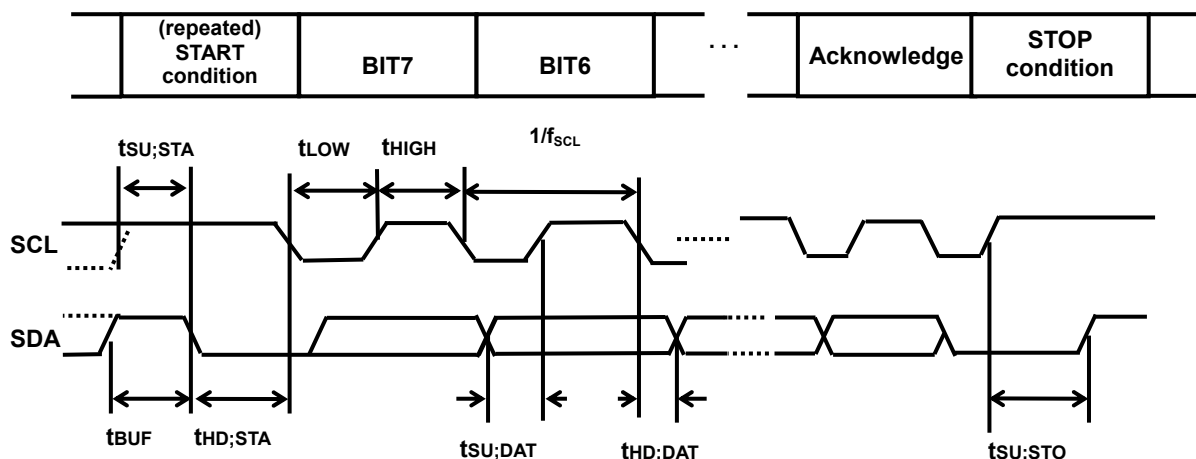 (repeated)
START
condition
BIT7
BIT6
. . .
Acknowledge
STOP
condition
tSU;STA
tLOW
tHIGH
1/fSCL
SCL
SDA
tBUF
tHD;STA
tSU;DAT
tHD;DAT
tSU;STO